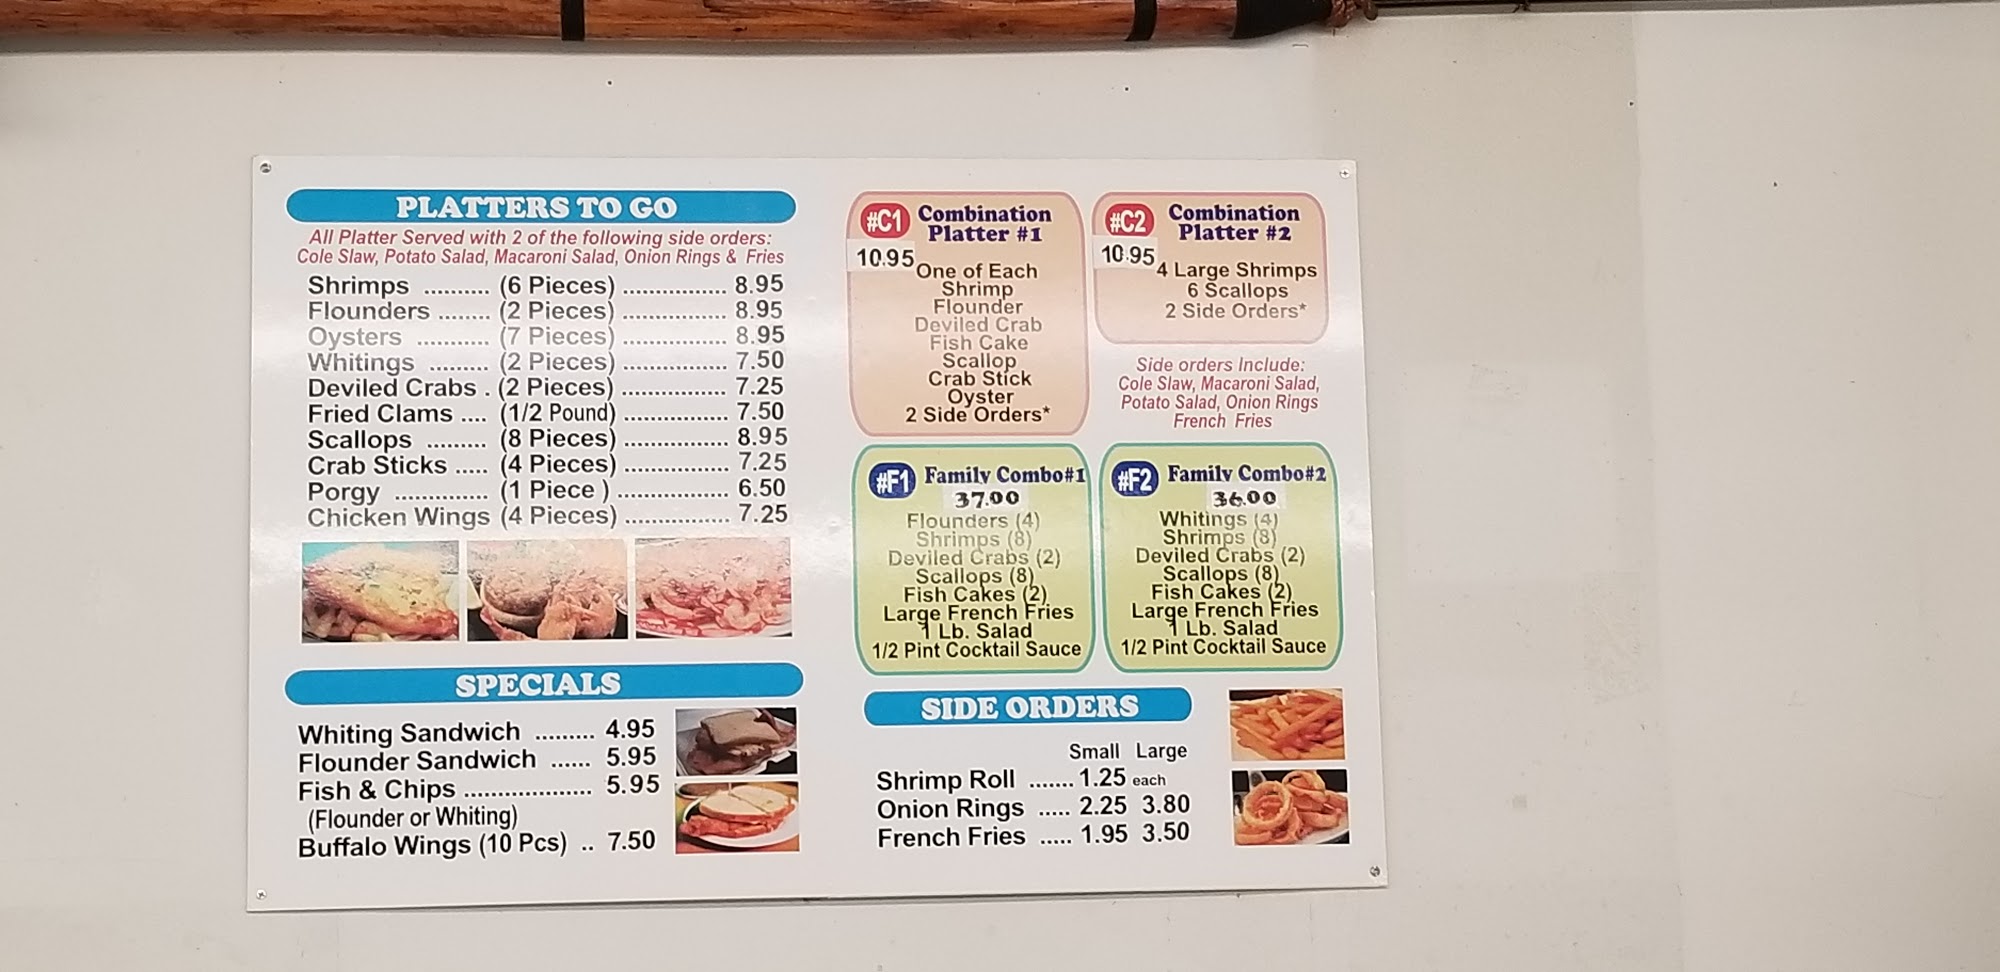 PLATTERS TO GO
All Platter Served with 2 of the following side orders:
Cole Slaw, Potato Salad, Macaroni Salad, Onion Rings & Fries
Shrimps .......... (6 Pieces) ................ 8.95
Flounders ........ (2 Pieces) ................ 8.95
Oysters ........... (7 Pieces) ................ 8.95
Whitings ......... (2 Pieces) ................ 7.50
Deviled Crabs . (2 Pieces) ................ 7.25
Fried Clams .... (1/2 Pound) ................ 7.50
Scallops ......... (8 Pieces) ................ 8.95
Crab Sticks ..... (4 Pieces) ................ 7.25
Porgy .............. (1 Piece ) ................. 6.50
Chicken Wings (4 Pieces) ................ 7.25
SPECIALS
Whiting Sandwich ......... 4.95
Flounder Sandwich ...... 5.95
Fish & Chips ................... 5.95
(Flounder or Whiting)
Buffalo Wings (10 Pcs) .. 7.50
#C1 Combination
Platter #1
10.95
One of Each
Shrimp
Flounder
Deviled Crab
Fish Cake
Scallop
Crab Stick
Oyster
2 Side Orders*
#C2 Combination
Platter #2
10.95
4 Large Shrimps
6 Scallops
2 Side Orders*
Side orders Include:
Cole Slaw, Macaroni Salad,
Potato Salad, Onion Rings
French Fries
#F1 Family Combo#1
37.00
Flounders (4)
Shrimps (8)
Deviled Crabs (2)
Scallops (8)
Fish Cakes (2)
Large French Fries
1 Lb. Salad
1/2 Pint Cocktail Sauce
#F2 Family Combo#2
36.00
Whitings (4)
Shrimps (8)
Deviled Crabs (2)
Scallops (8)
Fish Cakes (2)
Large French Fries
1 Lb. Salad
1/2 Pint Cocktail Sauce
SIDE ORDERS
Small Large
Shrimp Roll ....... 1.25 each
Onion Rings ..... 2.25 3.80
French Fries ..... 1.95 3.50